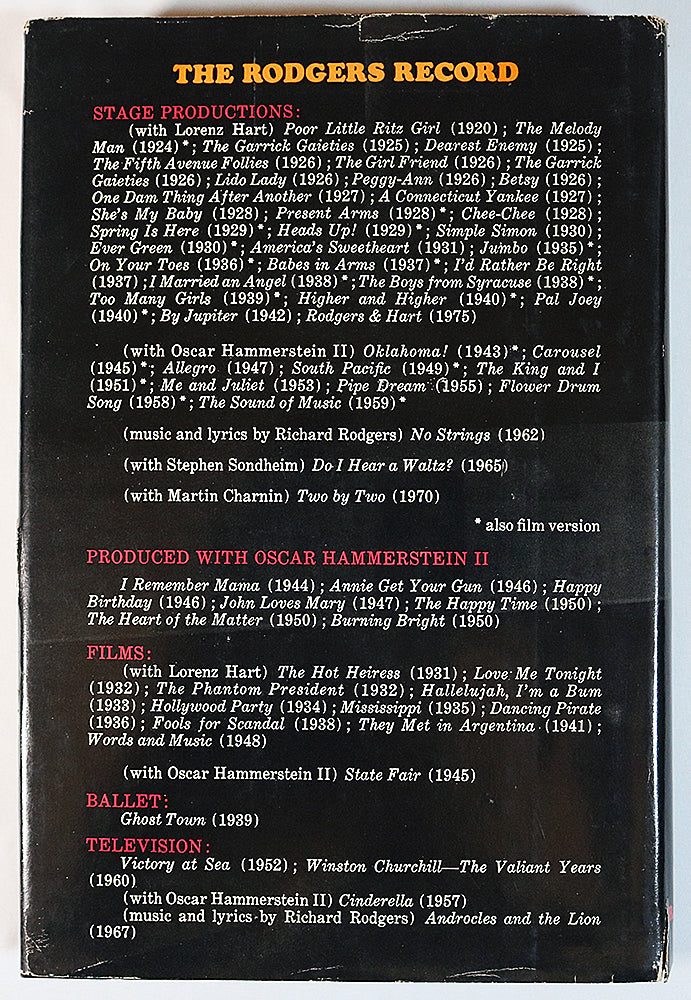 THE RODGERS RECORD
STAGE PRODUCTIONS:
(with Lorenz Hart) Poor Little Ritz Girl (1920) ; The Melody
Man (1924)* ; The Garrick Gaieties (1925) ; Dearest Enemy (1925) ;
The Fifth Avenue Follies (1926) ; The Girl Friend (1926) ; The Garrick
Gaieties (1926) ; Lido Lady (1926) ; Peggy-Ann (1926) ; Betsy (1926) ;
One Dam Thing After Another (1927) ; A Connecticut Yankee (1927) ;
She's My Baby (1928) ; Present Arms (1928)* ; Chee-Chee (1928) ;
Spring Is Here (1929)* ; Heads Up! (1929)* ; Simple Simon (1930) ;
Ever Green (1930)* ; America's Sweetheart (1931) ; Jumbo (1935)* ;
On Your Toes (1936)* ; Babes in Arms (1937)* ; I'd Rather Be Right
(1937) ; I Married an Angel (1938)* ; The Boys from Syracuse (1938)* ;
Too Many Girls (1939)* ; Higher and Higher (1940)* ; Pal Joey
(1940)* ; By Jupiter (1942) ; Rodgers & Hart (1975)
(with Oscar Hammerstein II) Oklahoma! (1943)* ; Carousel
(1945)* ; Allegro (1947) ; South Pacific (1949)* ; The King and I
(1951)* ; Me and Juliet (1953) ; Pipe Dream (1955) ; Flower Drum
Song (1958)* ; The Sound of Music (1959)*
(music and lyrics by Richard Rodgers) No Strings (1962)
(with Stephen Sondheim) Do I Hear a Waltz? (1965)
(with Martin Charnin) Two by Two (1970)
* also film version
PRODUCED WITH OSCAR HAMMERSTEIN II
I Remember Mama (1944) ; Annie Get Your Gun (1946) ; Happy
Birthday (1946) ; John Loves Mary (1947) ; The Happy Time (1950) ;
The Heart of the Matter (1950) ; Burning Bright (1950)
FILMS:
(with Lorenz Hart) The Hot Heiress (1931) ; Love Me Tonight
(1932) ; The Phantom President (1932) ; Hallelujah, I'm a Bum
(1933) ; Hollywood Party (1934) ; Mississippi (1935) ; Dancing Pirate
(1936) ; Fools for Scandal (1938) ; They Met in Argentina (1941) ;
Words and Music (1948)
(with Oscar Hammerstein II) State Fair (1945)
BALLET:
Ghost Town (1939)
TELEVISION:
Victory at Sea (1952) ; Winston Churchill—The Valiant Years
(1960)
(with Oscar Hammerstein II) Cinderella (1957)
(music and lyrics by Richard Rodgers) Androcles and the Lion
(1967)